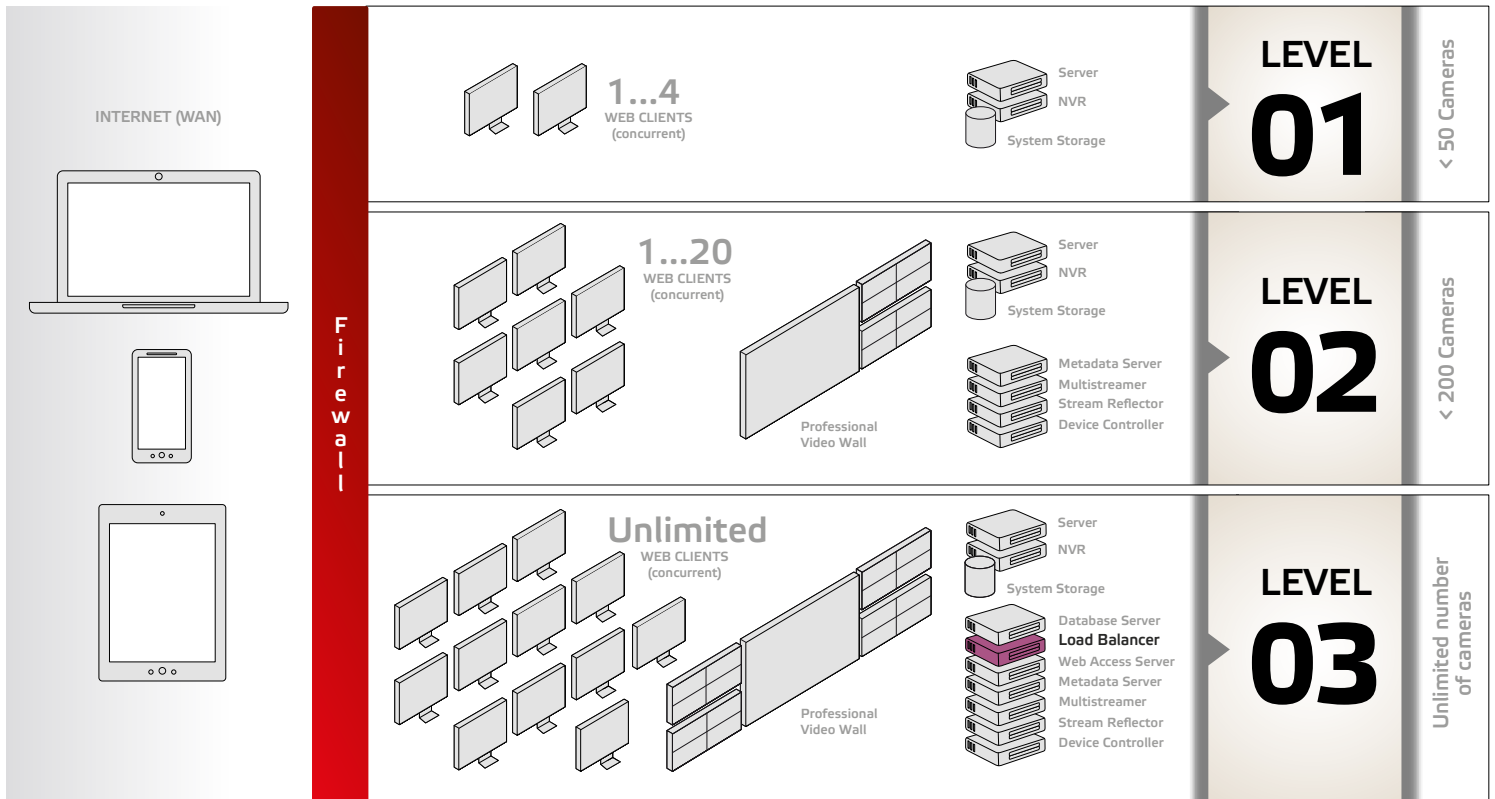 INTERNET (WAN)
Firewall
1...4
WEB CLIENTS
(concurrent)
Server
NVR
System Storage
LEVEL
01
< 50 Cameras
1...20
WEB CLIENTS
(concurrent)
Professional
Video Wall
Server
NVR
System Storage
Metadata Server
Multistreamer
Stream Reflector
Device Controller
LEVEL
02
< 200 Cameras
Unlimited
WEB CLIENTS
(concurrent)
Professional
Video Wall
Server
NVR
System Storage
Database Server
Load Balancer
Web Access Server
Metadata Server
Multistreamer
Stream Reflector
Device Controller
LEVEL
03
Unlimited number
of cameras